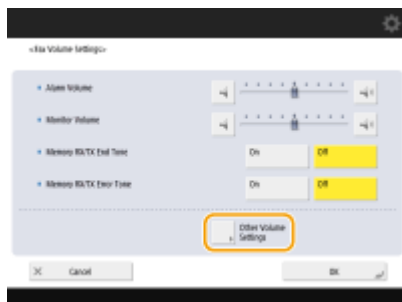 <Fax Volume Settings>
Alarm Volume
Monitor Volume
Memory RX/TX End Tone
On
Off
Memory RX/TX Error Tone
On
Off
Other Volume
Settings
Cancel
OK